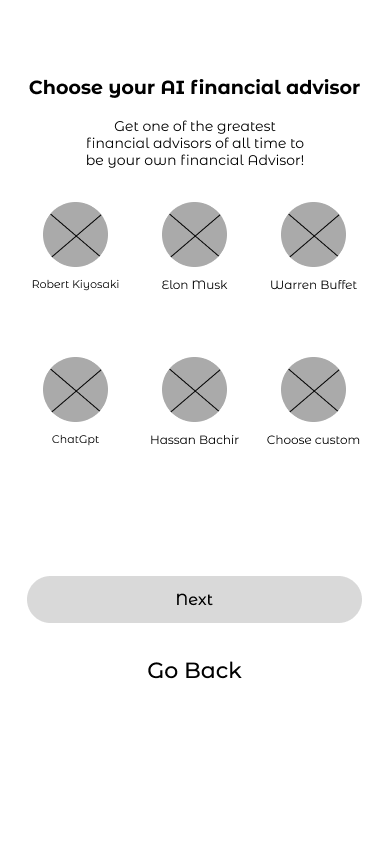 Choose your AI financial advisor
Get one of the greatest
financial advisors of all time to
be your own financial Advisor!
Robert Kiyosaki
Elon Musk
Warren Buffet
ChatGpt
Hassan Bachir
Choose custom
Next
Go Back